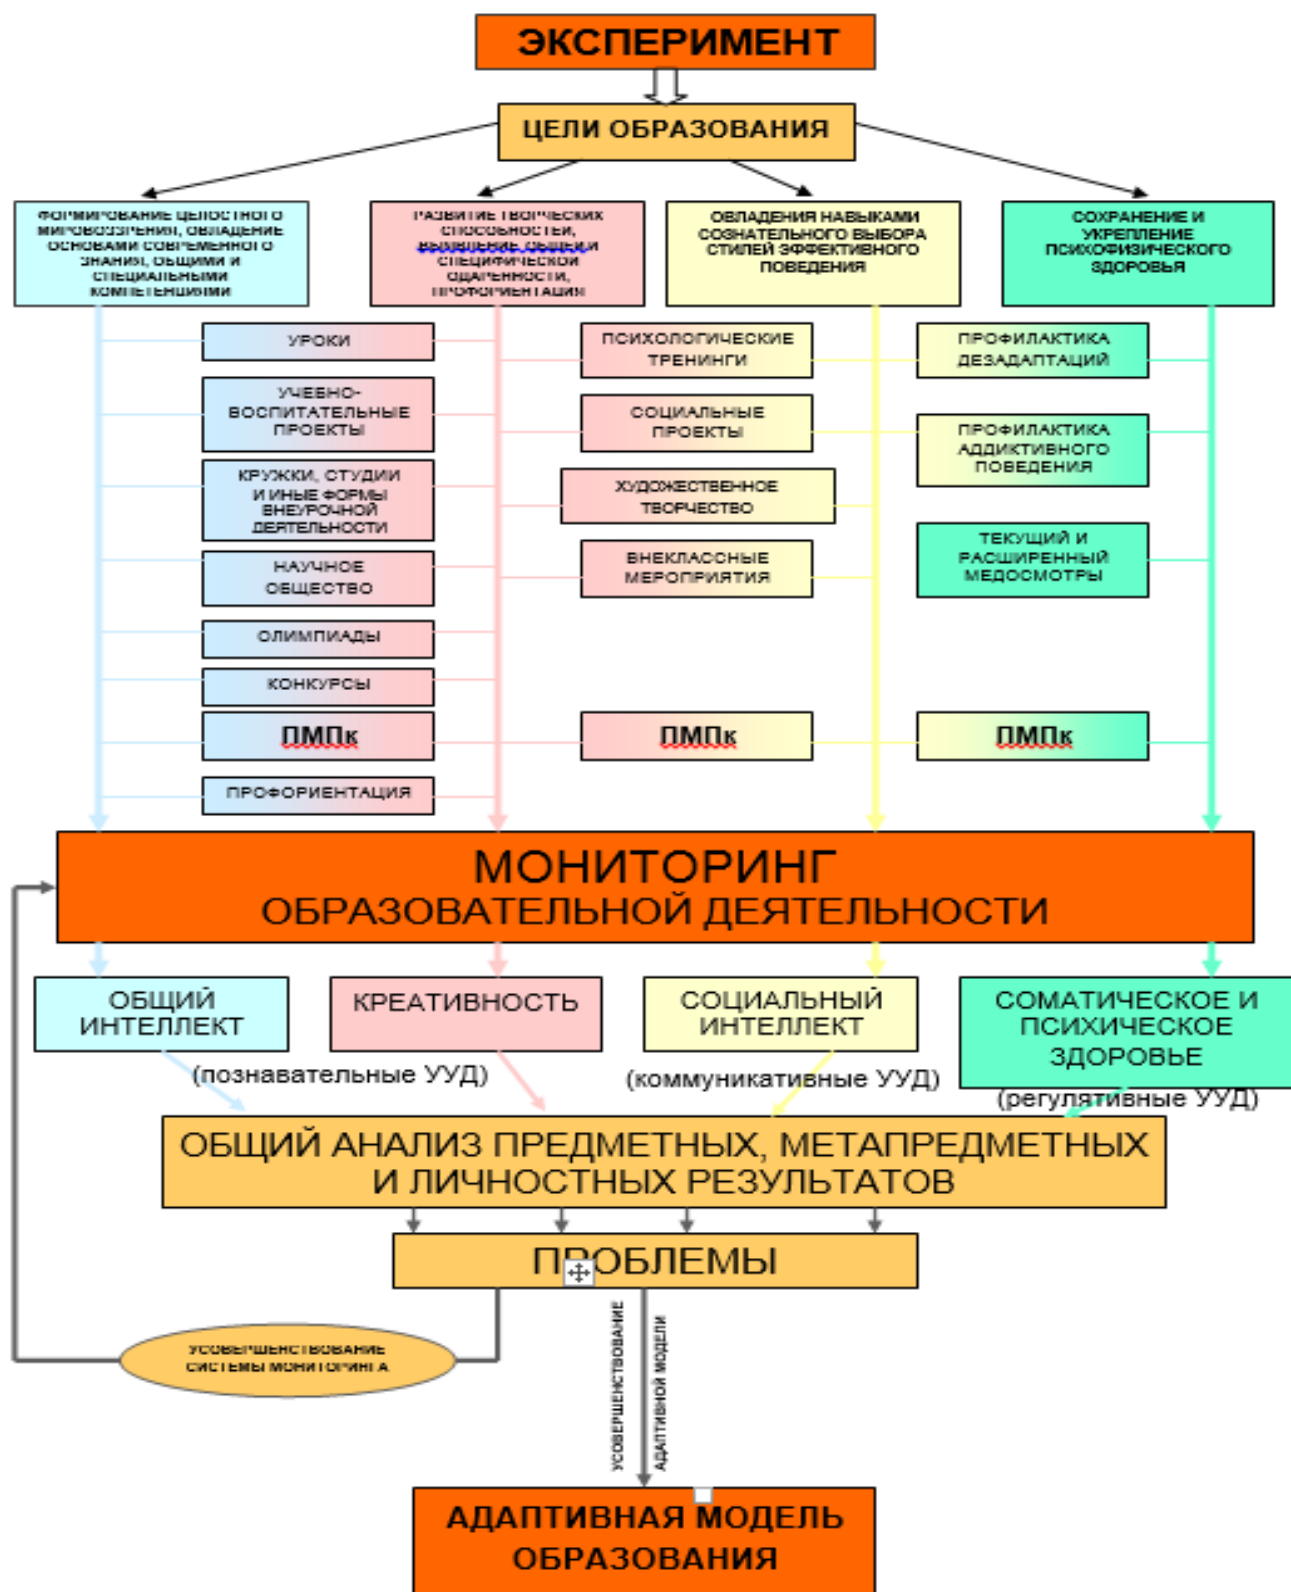 ЭКСПЕРИМЕНТ
ЦЕЛИ ОБРАЗОВАНИЯ
ФОРМИРОВАНИЕ ЦЕЛОСТНОГО
МИРОВОЗЗРЕНИЯ, ОВЛАДЕНИЕ
ОСНОВАМИ СОВРЕМЕННОГО
ЗНАНИЯ, ОБЩИМИ И
СПЕЦИАЛЬНЫМИ
КОМПЕТЕНЦИЯМИ
РАЗВИТИЕ ТВОРЧЕСКИХ
СПОСОБНОСТЕЙ,
ВЫЯВЛЕНИЕ ОБЩЕЙ И
СПЕЦИФИЧЕСКОЙ
ОДАРЕННОСТИ,
ПРОФОРИЕНТАЦИЯ
ОВЛАДЕНИЯ НАВЫКАМИ
СОЗНАТЕЛЬНОГО ВЫБОРА
СТИЛЕЙ ЭФФЕКТИВНОГО
ПОВЕДЕНИЯ
СОХРАНЕНИЕ И
УКРЕПЛЕНИЕ
ПСИХОФИЗИЧЕСКОГО
ЗДОРОВЬЯ
УРОКИ
УЧЕБНО-
ВОСПИТАТЕЛЬНЫЕ
ПРОЕКТЫ
КРУЖКИ, СТУДИИ
И ИНЫЕ ФОРМЫ
ВНЕУРОЧНОЙ
ДЕЯТЕЛЬНОСТИ
НАУЧНОЕ
ОБЩЕСТВО
ОЛИМПИАДЫ
КОНКУРСЫ
ПМПк
ПРОФОРИЕНТАЦИЯ
ПСИХОЛОГИЧЕСКИЕ
ТРЕНИНГИ
СОЦИАЛЬНЫЕ
ПРОЕКТЫ
ХУДОЖЕСТВЕННОЕ
ТВОРЧЕСТВО
ВНЕКЛАССНЫЕ
МЕРОПРИЯТИЯ
ПМПк
ПРОФИЛАКТИКА
ДЕЗАДАПТАЦИЙ
ПРОФИЛАКТИКА
АДДИКТИВНОГО
ПОВЕДЕНИЯ
ТЕКУЩИЙ И
РАСШИРЕННЫЙ
МЕДОСМОТРЫ
ПМПк
МОНИТОРИНГ
ОБРАЗОВАТЕЛЬНОЙ ДЕЯТЕЛЬНОСТИ
ОБЩИЙ
ИНТЕЛЛЕКТ
КРЕАТИВНОСТЬ
СОЦИАЛЬНЫЙ
ИНТЕЛЛЕКТ
СОМАТИЧЕСКОЕ И
ПСИХИЧЕСКОЕ
ЗДОРОВЬЕ
(познавательные УУД)
(коммуникативные УУД)
(регулятивные УУД)
ОБЩИЙ АНАЛИЗ ПРЕДМЕТНЫХ, МЕТАПРЕДМЕТНЫХ
И ЛИЧНОСТНЫХ РЕЗУЛЬТАТОВ
ПРОБЛЕМЫ
УСОВЕРШЕНСТВОВАНИЕ
СИСТЕМЫ МОНИТОРИНГА
УСОВЕРШЕНСТВОВАНИЕ
АДАПТИВНОЙ МОДЕЛИ
АДАПТИВНАЯ МОДЕЛЬ
ОБРАЗОВАНИЯ